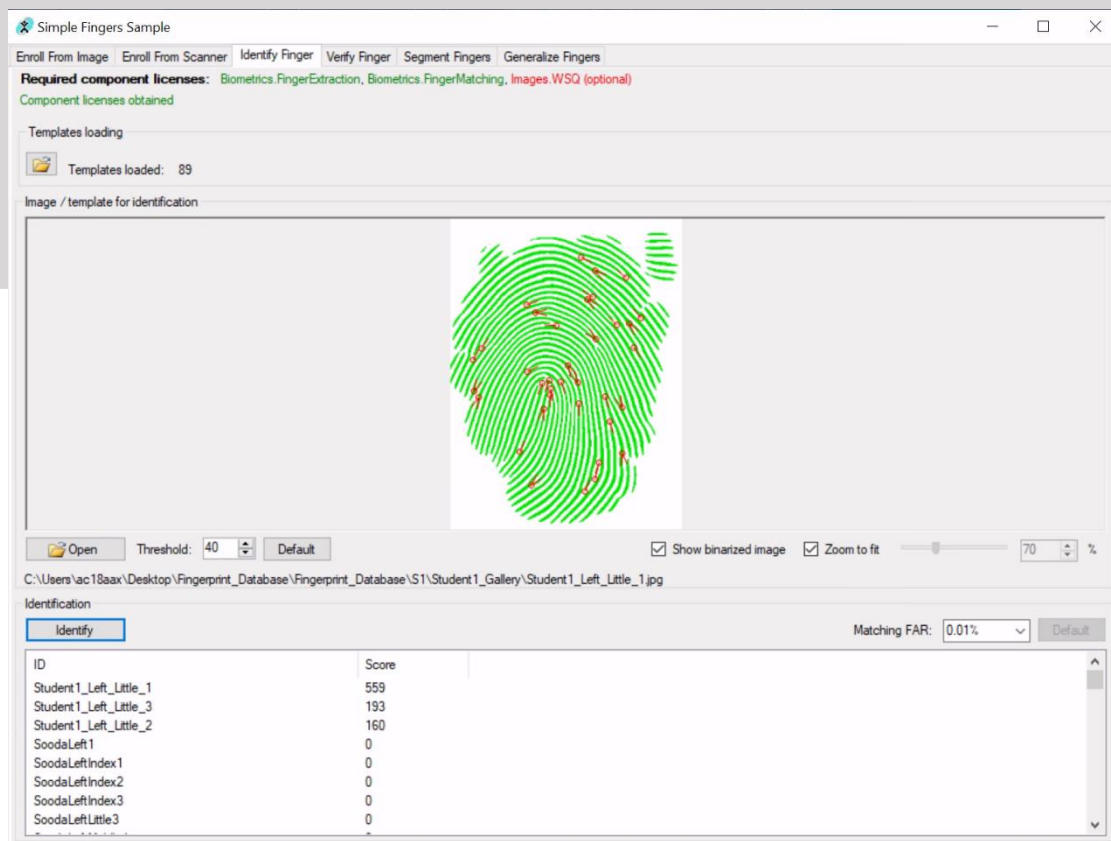 Simple Fingers Sample
Enroll From Image Enroll From Scanner Identify Finger Verify Finger Segment Fingers Generalize Fingers
Required component licenses: Biometrics.FingerExtraction, Biometrics.FingerMatching, Images.WSQ (optional)
Component licenses obtained
Templates loading
Templates loaded: 89
Image / template for identification
Open Threshold: 40 Default Show binarized image Zoom to fit 70 %
C:\Users\ac18aax\Desktop\Fingerprint_Database\Fingerprint_Database\S1\Student1_Gallery\Student1_Left_Little_1.jpg
Identification
Identify Matching FAR: 0.01% Default
ID Score
Student1_Left_Little_1 559
Student1_Left_Little_3 193
Student1_Left_Little_2 160
SoodaLeft1 0
SoodaLeftIndex1 0
SoodaLeftIndex2 0
SoodaLeftIndex3 0
SoodaLeftLittle3 0